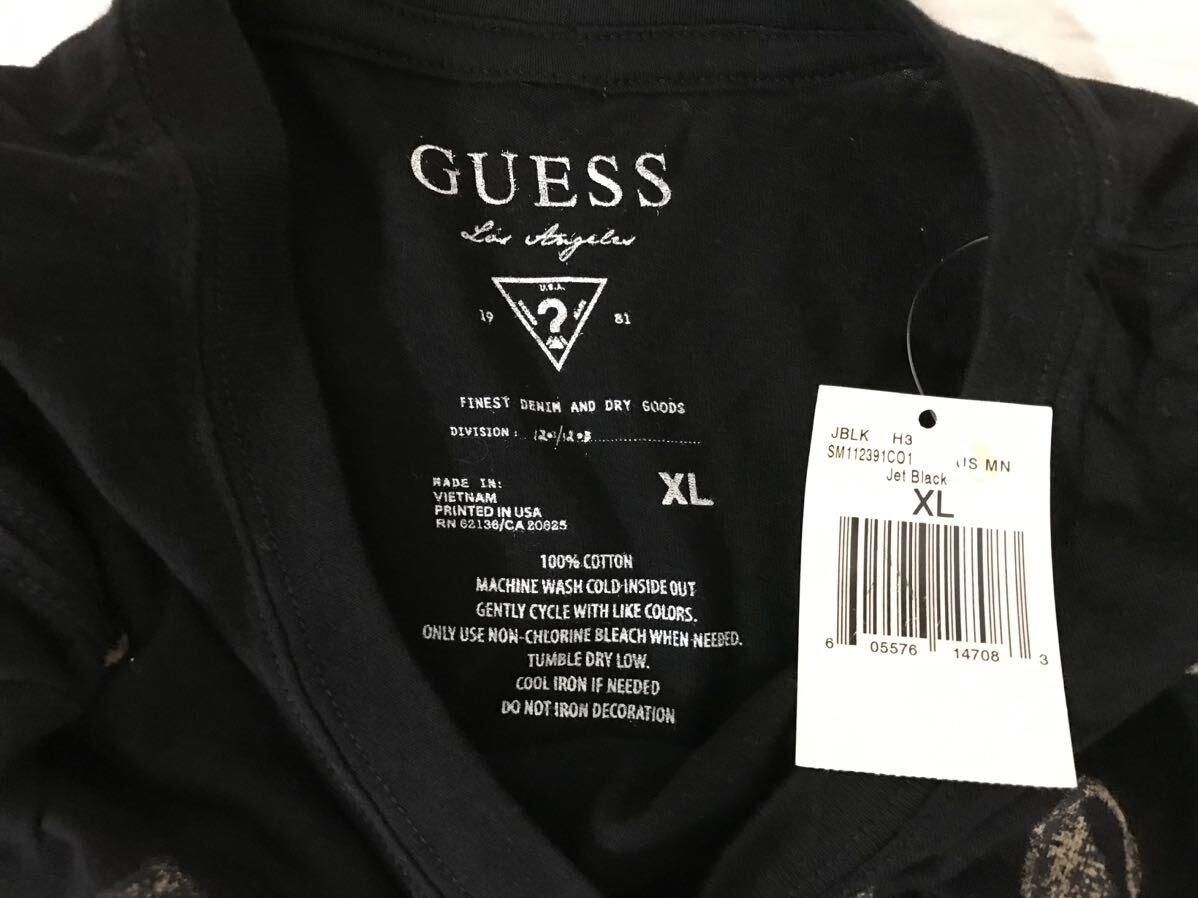 GUESS
Los Angeles
U.S.A.
?
19 81
FINEST DENIM AND DRY GOODS
DIVISION:
MADE IN:
VIETNAM
PRINTED IN USA
RN 62136/CA 20825
XL
100% COTTON
MACHINE WASH COLD INSIDE OUT
GENTLY CYCLE WITH LIKE COLORS.
ONLY USE NON-CHLORINE BLEACH WHEN NEEDED.
TUMBLE DRY LOW.
COOL IRON IF NEEDED
DO NOT IRON DECORATION
JBLK H3
SM112391CO1 US MN
Jet Black
XL
6 05576 14708 3